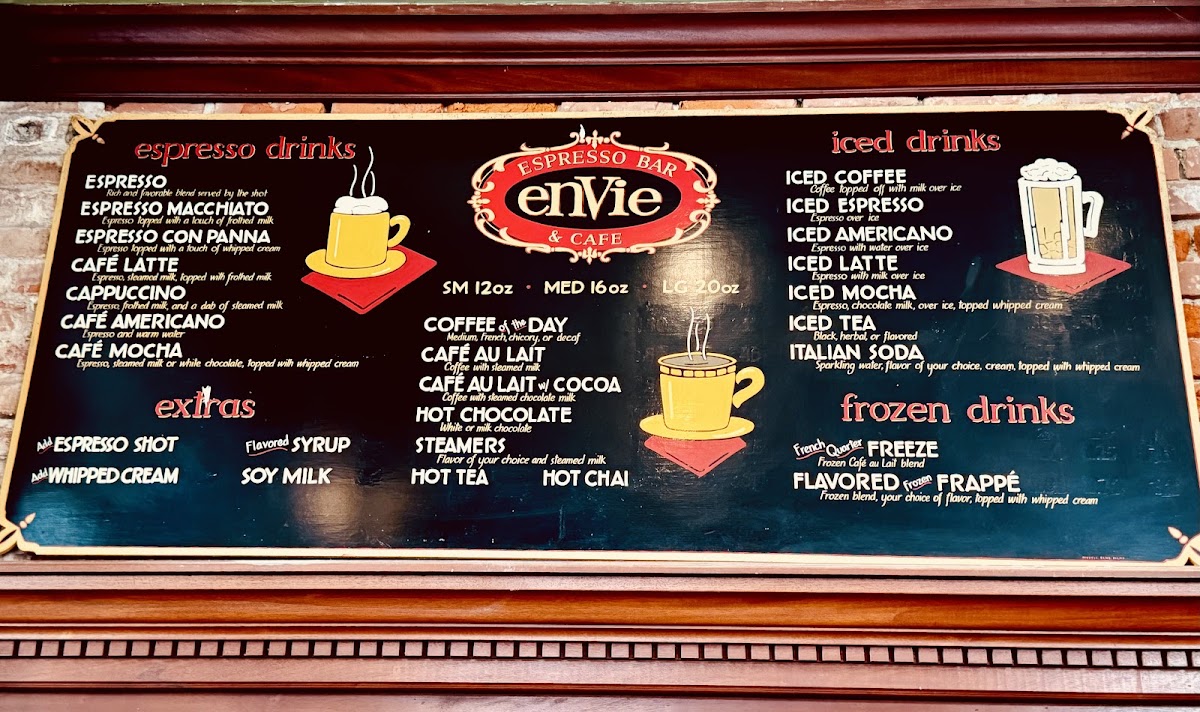 espresso drinks
ESPRESSO
Rich and favorable blend served by the shot
ESPRESSO MACCHIATO
Espresso topped with a touch of frothed milk
ESPRESSO CON PANNA
Espresso topped with a touch of whipped cream
CAFÉ LATTE
Espresso, steamed milk, topped with frothed milk
CAPPUCCINO
Espresso, frothed milk, and a dab of steamed milk
CAFÉ AMERICANO
Espresso and warm water
CAFÉ MOCHA
Espresso, steamed milk or white chocolate, topped with whipped cream
extras
Add ESPRESSO SHOT
Flavored SYRUP
Add WHIPPED CREAM
SOY MILK
ESPRESSO BAR
enVie
& CAFE
SM 12oz • MED 16oz • LG 20oz
COFFEE of the DAY
Medium, French, chicory, or decaf
CAFÉ AU LAIT
Coffee with steamed milk
CAFÉ AU LAIT w/ COCOA
Coffee with steamed chocolate milk
HOT CHOCOLATE
White or milk chocolate
STEAMERS
Flavor of your choice and steamed milk
HOT TEA
HOT CHAI
iced drinks
ICED COFFEE
Coffee topped off with milk over ice
ICED ESPRESSO
Espresso over ice
ICED AMERICANO
Espresso with water over ice
ICED LATTE
Espresso with milk over ice
ICED MOCHA
Espresso, chocolate milk, over ice, topped whipped cream
ICED TEA
Black, herbal, or flavored
ITALIAN SODA
Sparkling water, flavor of your choice, cream, topped with whipped cream
frozen drinks
French Quarter FREEZE
Frozen Café au Lait blend
FLAVORED Frozen FRAPPÉ
Frozen blend, your choice of flavor, topped with whipped cream